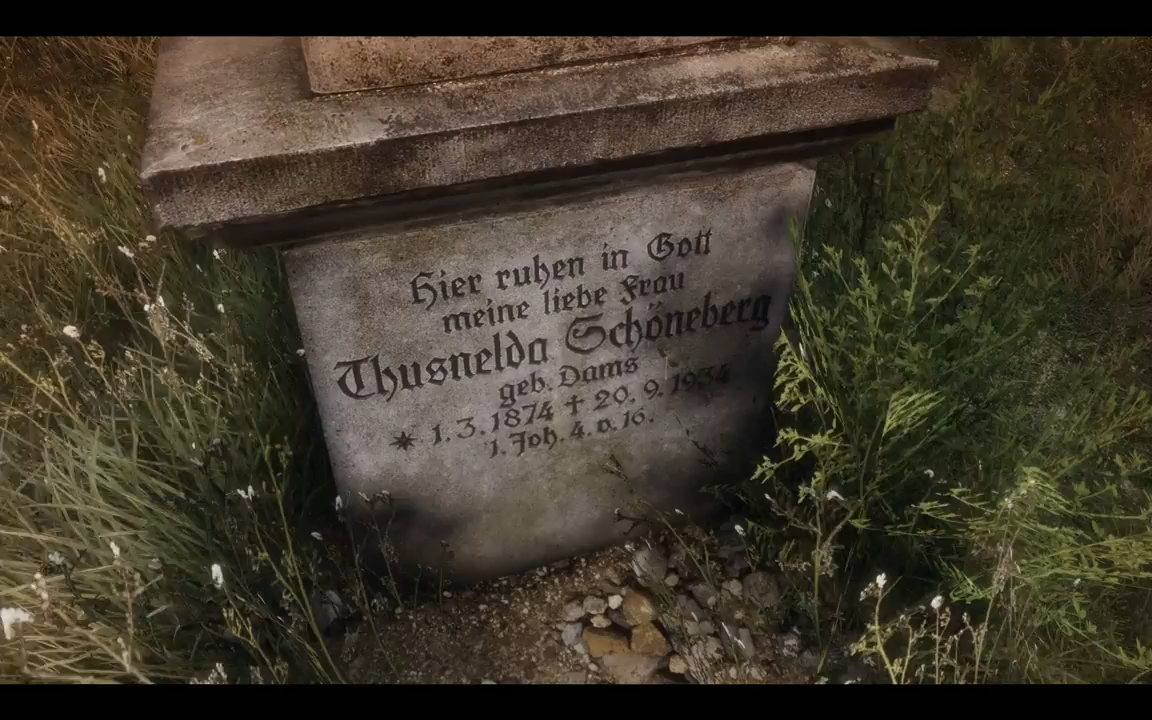 Hier ruhen in Gott
meine liebe Frau
Thusnelda Schöneberg
geb. Dams
* 1. 3. 1874 † 20. 9. 1934
1. Joh. 4. v. 16.